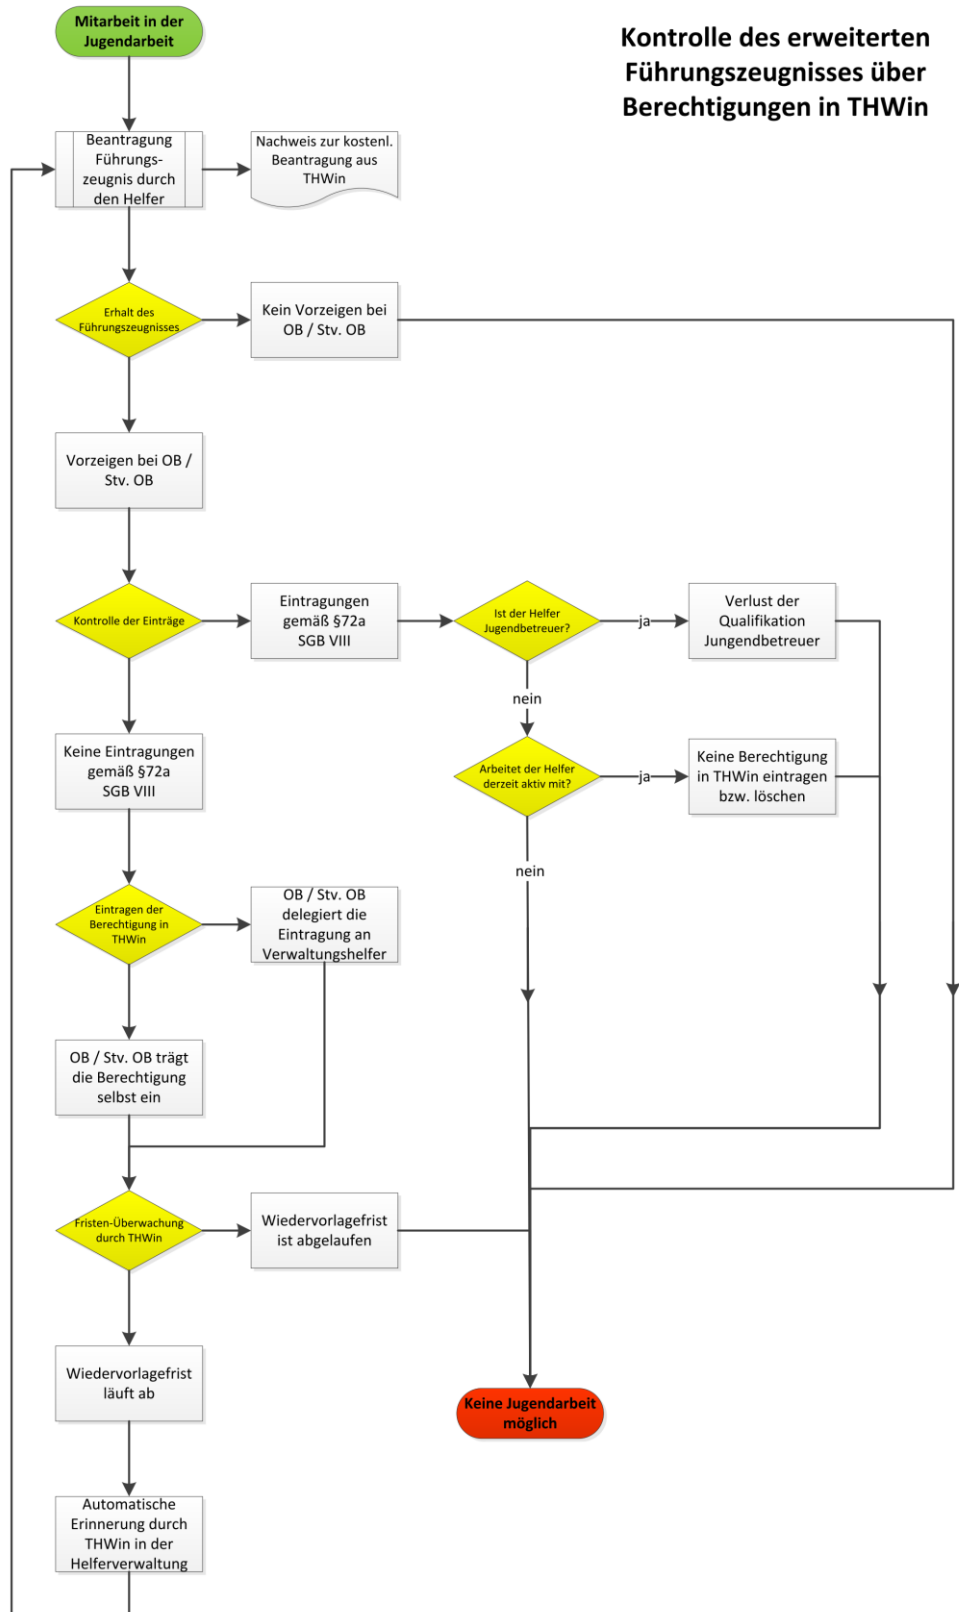 Mitarbeit in der
Jugendarbeit
Kontrolle des erweiterten
Führungszeugnisses über
Berechtigungen in THWin
Beantragung
Führungs-
zeugnis durch
den Helfer
Nachweis zur kostenl.
Beantragung aus
THWin
Erhalt des
Führungszeugnisses
Kein Vorzeigen bei
OB / Stv. OB
Vorzeigen bei OB /
Stv. OB
Kontrolle der Einträge
Eintragungen
gemäß §72a
SGB VIII
Ist der Helfer
Jugendbetreuer?
ja
Verlust der
Qualifikation
Jungendbetreuer
nein
Keine Eintragungen
gemäß §72a
SGB VIII
Arbeitet der Helfer
derzeit aktiv mit?
ja
Keine Berechtigung
in THWin eintragen
bzw. löschen
nein
Eintragen der
Berechtigung in
THWin
OB / Stv. OB
delegiert die
Eintragung an
Verwaltungshelfer
OB / Stv. OB trägt
die Berechtigung
selbst ein
Fristen-Überwachung
durch THWin
Wiedervorlagefrist
ist abgelaufen
Wiedervorlagefrist
läuft ab
Keine Jugendarbeit
möglich
Automatische
Erinnerung durch
THWin in der
Helferverwaltung